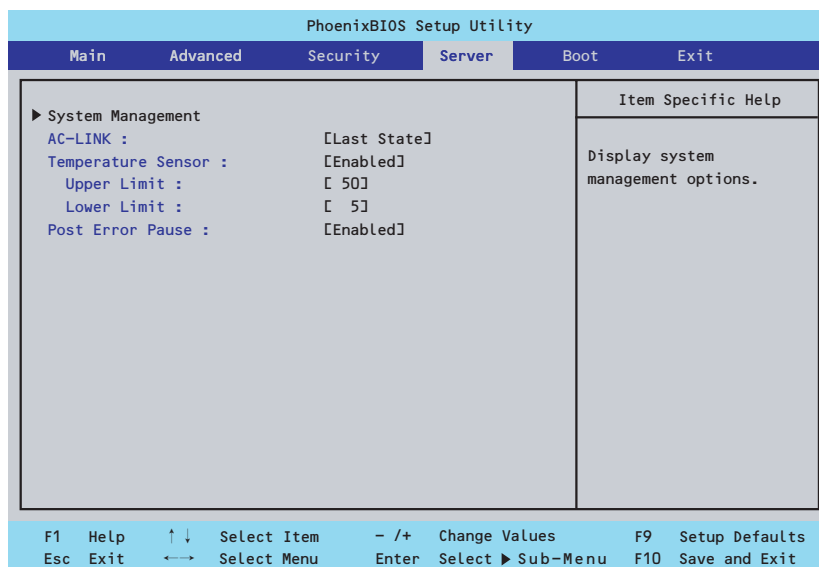 PhoenixBIOS Setup Utility
Main Advanced Security Server Boot Exit
▶ System Management
AC-LINK : [Last State]
Temperature Sensor : [Enabled]
Upper Limit : [ 50]
Lower Limit : [ 5]
Post Error Pause : [Enabled]
Item Specific Help
Display system
management options.
F1 Help ↑↓ Select Item - /+ Change Values F9 Setup Defaults
Esc Exit ←→ Select Menu Enter Select ▶ Sub-Menu F10 Save and Exit